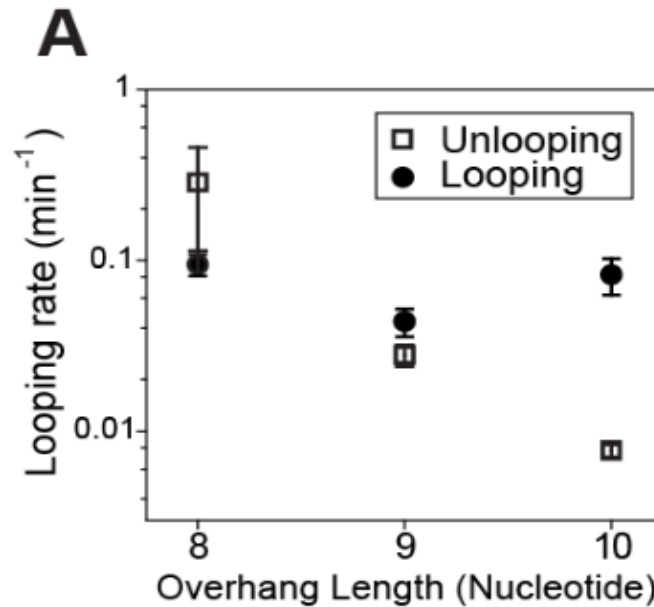 A
1
Unlooping
Looping
0.1
0.01
Looping rate (min⁻¹)
8 9 10
Overhang Length (Nucleotide)